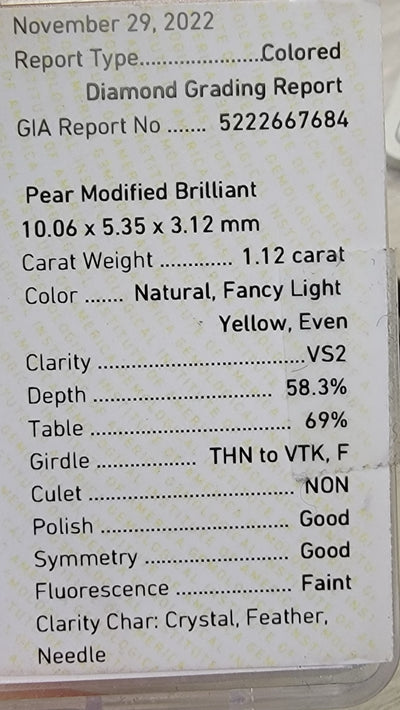 November 29, 2022
Report Type......................Colored
Diamond Grading Report
GIA Report No ....... 5222667684
Pear Modified Brilliant
10.06 x 5.35 x 3.12 mm
Carat Weight ............. 1.12 carat
Color ....... Natural, Fancy Light
Yellow, Even
Clarity .....................................VS2
Depth ................................ 58.3%
Table ..................................... 69%
Girdle .................. THN to VTK, F
Culet .................................... NON
Polish ................................. Good
Symmetry ......................... Good
Fluorescence .................... Faint
Clarity Char: Crystal, Feather,
Needle